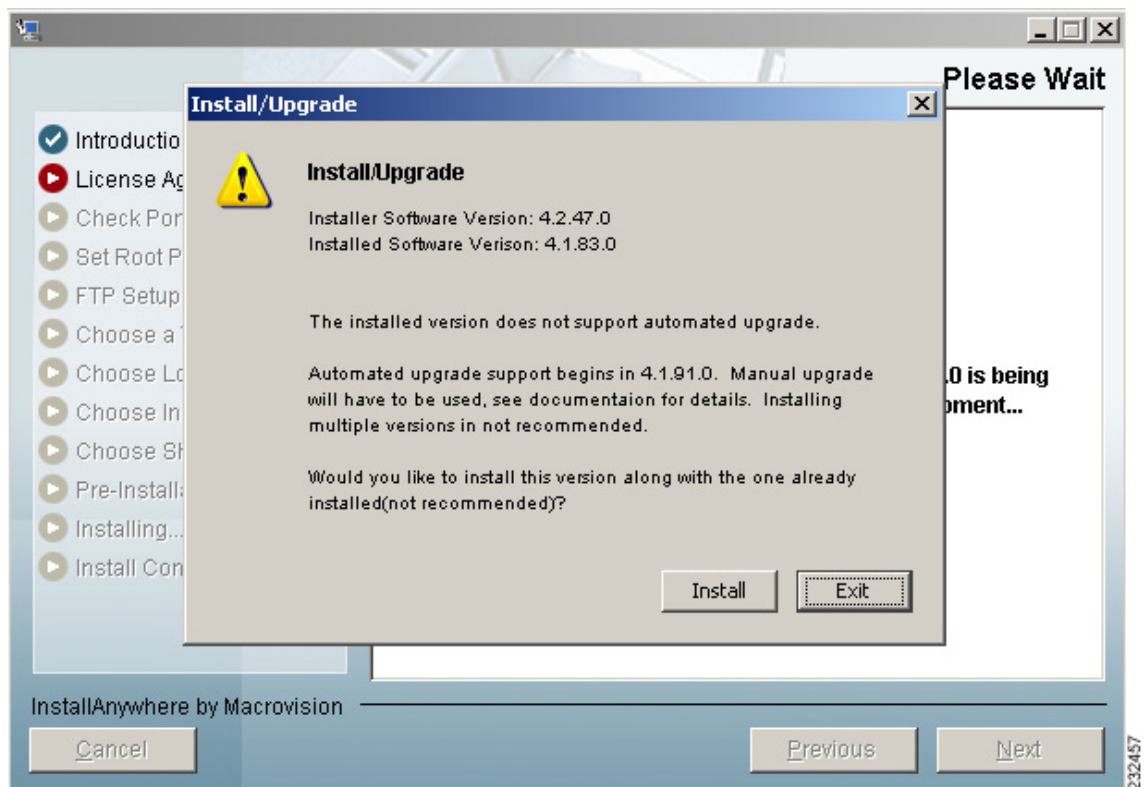 Please Wait
Install/Upgrade
Introductio
License Ag
Check Por
Set Root P
FTP Setup
Choose a
Choose Lo
Choose In
Choose Sh
Pre-Install
Installing...
Install Con
Install/Upgrade
Installer Software Version: 4.2.47.0
Installed Software Verison: 4.1.83.0
The installed version does not support automated upgrade.
Automated upgrade support begins in 4.1.91.0. Manual upgrade
will have to be used, see documentaion for details. Installing
multiple versions in not recommended.
Would you like to install this version along with the one already
installed(not recommended)?
Install
Exit
.0 is being
pment...
InstallAnywhere by Macrovision
Cancel
Previous
Next
232457